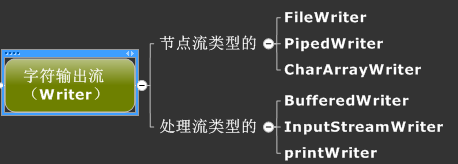 字符输出流
（Writer）
节点流类型的
FileWriter
PipedWriter
CharArrayWriter
处理流类型的
BufferedWriter
InputStreamWriter
printWriter